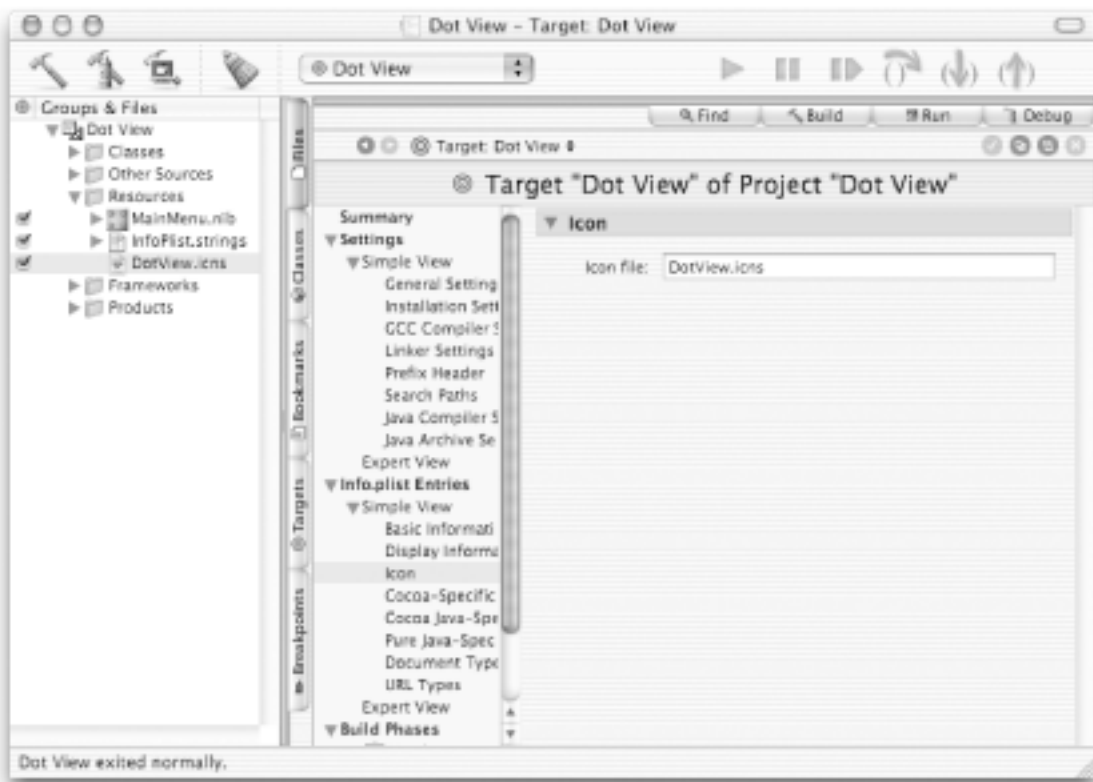 Dot View – Target: Dot View
Dot View
Find
Build
Run
Debug
Groups & Files
Dot View
Classes
Other Sources
Resources
MainMenu.nib
InfoPlist.strings
DotView.icns
Frameworks
Products
Files
Classes
Bookmarks
Targets
Breakpoints
Target: Dot View
Target "Dot View" of Project "Dot View"
Summary
Settings
Simple View
General Setting
Installation Sett
GCC Compiler S
Linker Settings
Prefix Header
Search Paths
Java Compiler S
Java Archive Se
Expert View
Info.plist Entries
Simple View
Basic Informati
Display Informa
Icon
Cocoa-Specific
Cocoa Java-Spe
Pure Java-Spec
Document Type
URL Types
Expert View
Build Phases
Icon
Icon file: DotView.icns
Dot View exited normally.